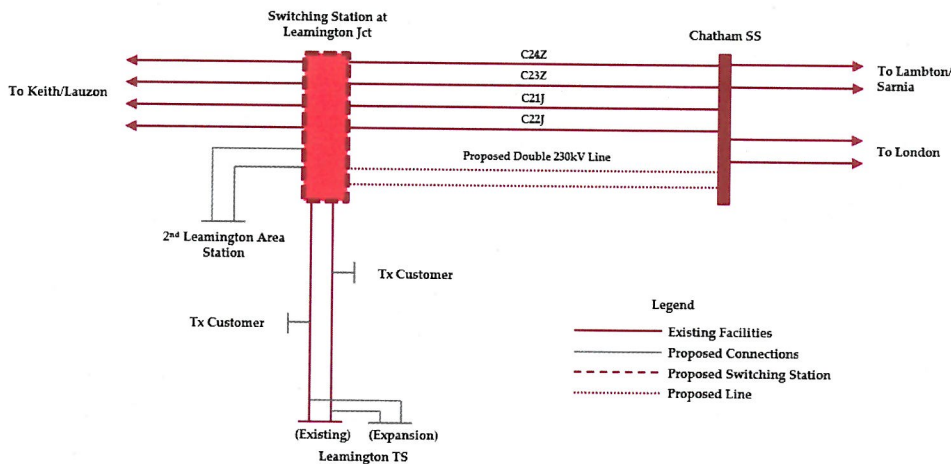 Switching Station at
Leamington Jct
Chatham SS
C24Z
C23Z
C21J
C22J
To Keith/Lauzon
To Lambton/
Sarnia
To London
Proposed Double 230kV Line
2nd Leamington Area
Station
Tx Customer
Tx Customer
Legend
Existing Facilities
Proposed Connections
Proposed Switching Station
Proposed Line
(Existing)
(Expansion)
Leamington TS